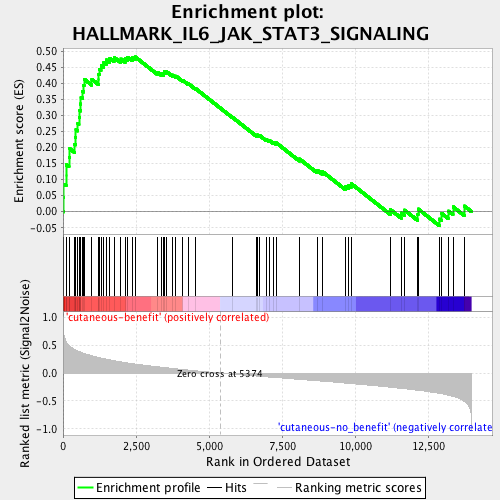 Enrichment plot:
HALLMARK_IL6_JAK_STAT3_SIGNALING
Enrichment score (ES)
0.50
0.45
0.40
0.35
0.30
0.25
0.20
0.15
0.10
0.05
0.00
-0.05
Ranked list metric (Signal2Noise)
1.0
0.5
0.0
-0.5
-1.0
'cutaneous-benefit' (positively correlated)
Zero cross at 5374
'cutaneous-no_benefit' (negatively correlate
0 2,500 5,000 7,500 10,000 12,500
Rank in Ordered Dataset
Enrichment profile Hits Ranking metric scores